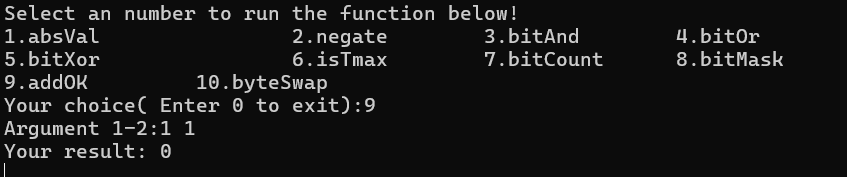 Select an number to run the function below!
1.absVal 2.negate 3.bitAnd 4.bitOr
5.bitXor 6.isTmax 7.bitCount 8.bitMask
9.addOK 10.byteSwap
Your choice( Enter 0 to exit):9
Argument 1-2:1 1
Your result: 0